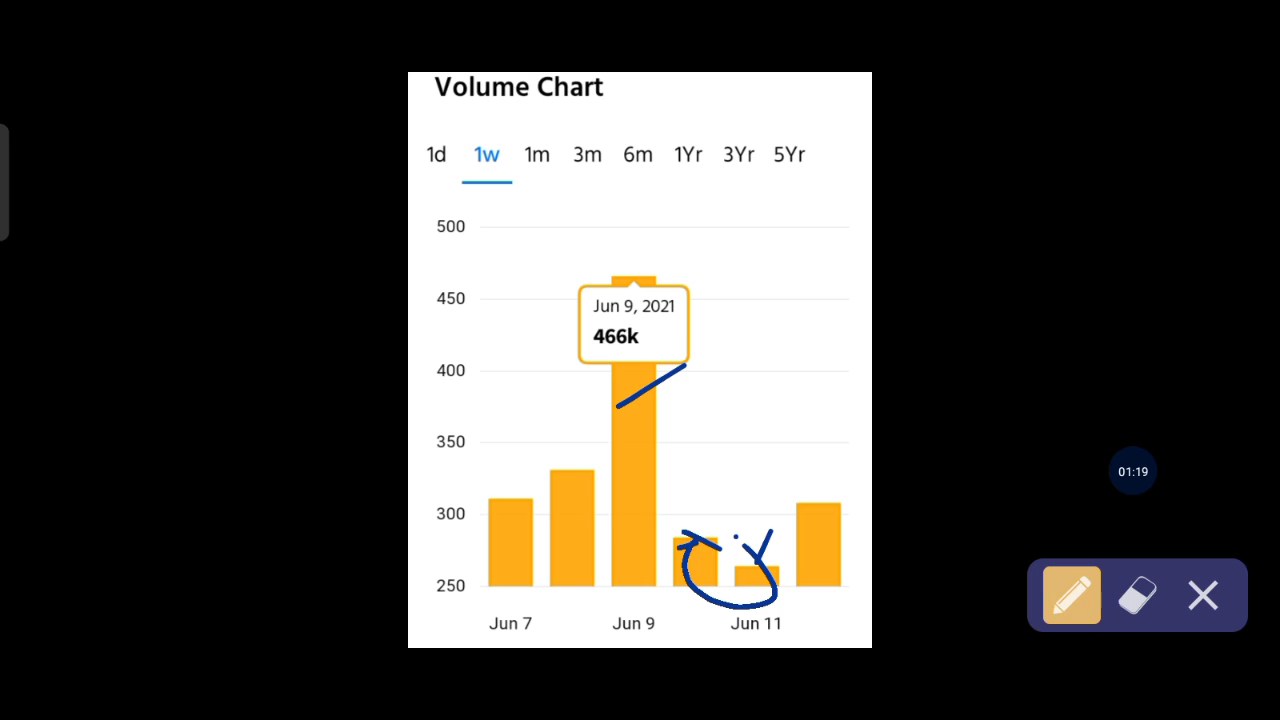 Volume Chart
1d 1w 1m 3m 6m 1Yr 3Yr 5Yr
500
450
Jun 9, 2021
466k
400
350
300
250
Jun 7 Jun 9 Jun 11
01:19